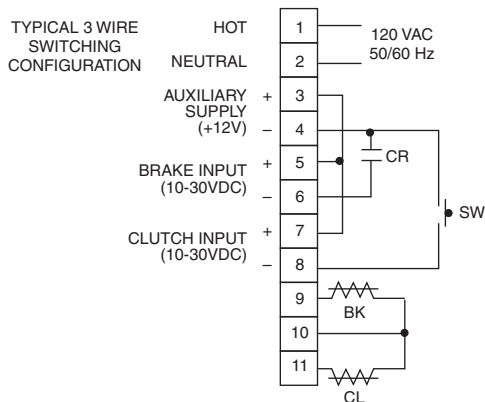 TYPICAL 3 WIRE
SWITCHING
CONFIGURATION
HOT
1
120 VAC
50/60 Hz
NEUTRAL
2
AUXILIARY
SUPPLY
(+12V)
+
3
–
4
BRAKE INPUT
(10-30VDC)
+
5
CR
–
6
SW
CLUTCH INPUT
(10-30VDC)
+
7
–
8
9
BK
10
11
CL